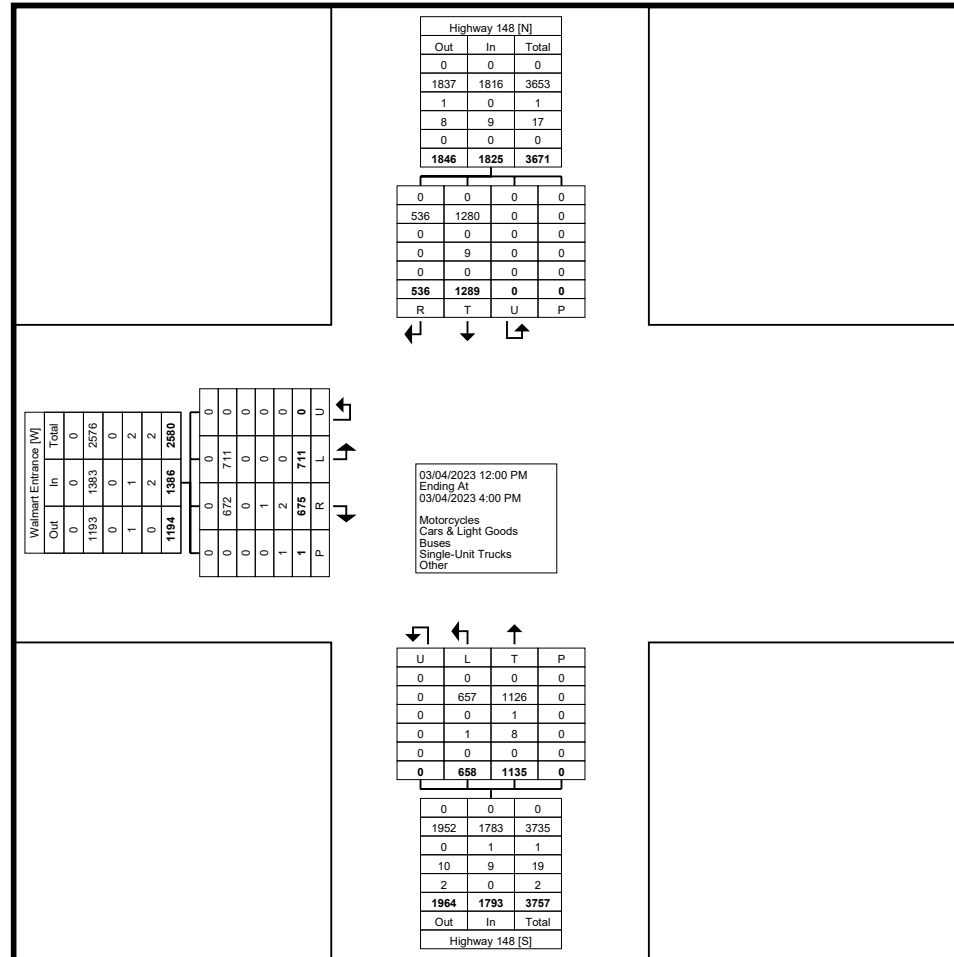 Highway 148 [N]
Out In Total
0 0 0
1837 1816 3653
1 0 1
8 9 17
0 0 0
1846 1825 3671
0 0 0 0
536 1280 0 0
0 0 0 0
0 9 0 0
0 0 0 0
536 1289 0 0
R T U P
Walmart Entrance [W]
Out In Total
0 0 0
1193 1383 2576
0 0 0
1 1 2
0 2 2
1194 1386 2580
0 0 0 0
0 672 711 0
0 0 0 0
0 1 0 0
1 2 0 0
1 675 711 0
P R L U
03/04/2023 12:00 PM
Ending At
03/04/2023 4:00 PM
Motorcycles
Cars & Light Goods
Buses
Single-Unit Trucks
Other
U L T P
0 0 0 0
0 657 1126 0
0 0 1 0
0 1 8 0
0 0 0 0
0 658 1135 0
0 0 0
1952 1783 3735
0 1 1
10 9 19
2 0 2
1964 1793 3757
Out In Total
Highway 148 [S]